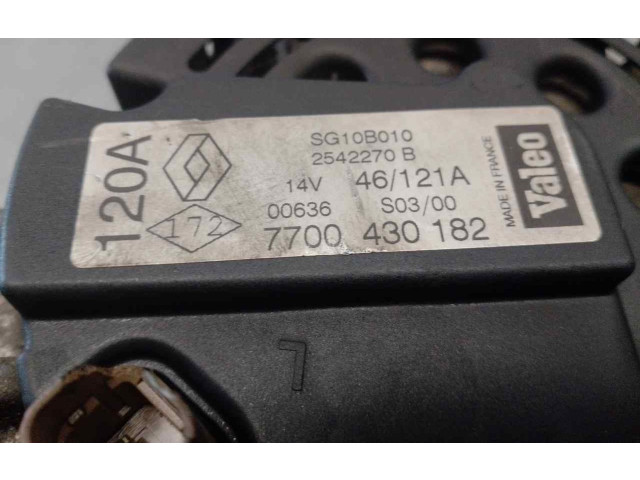 120A
172
SG10B010
2542270 B
14V 46/121A
00636 S03/00
7700 430 182
MADE IN FRANCE
Valeo
L